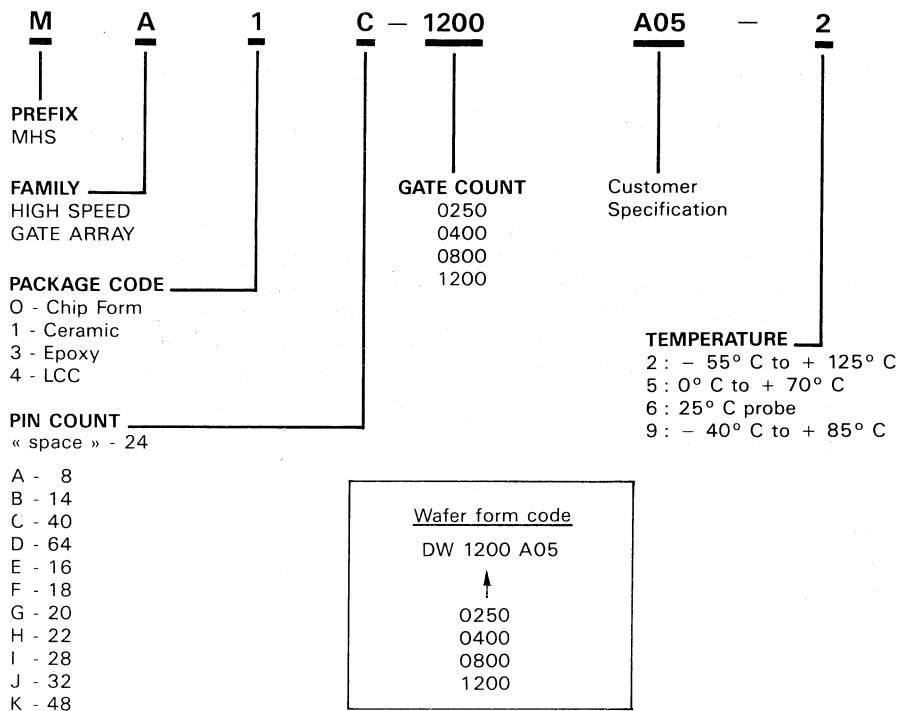 M A 1 C – 1200 A05 – 2
PREFIX
MHS
FAMILY
HIGH SPEED
GATE ARRAY
PACKAGE CODE
O - Chip Form
1 - Ceramic
3 - Epoxy
4 - LCC
PIN COUNT
« space » - 24
A - 8
B - 14
C - 40
D - 64
E - 16
F - 18
G - 20
H - 22
I - 28
J - 32
K - 48
GATE COUNT
0250
0400
0800
1200
Customer
Specification
TEMPERATURE
2 : – 55° C to + 125° C
5 : 0° C to + 70° C
6 : 25° C probe
9 : – 40° C to + 85° C
Wafer form code
DW 1200 A05
0250
0400
0800
1200